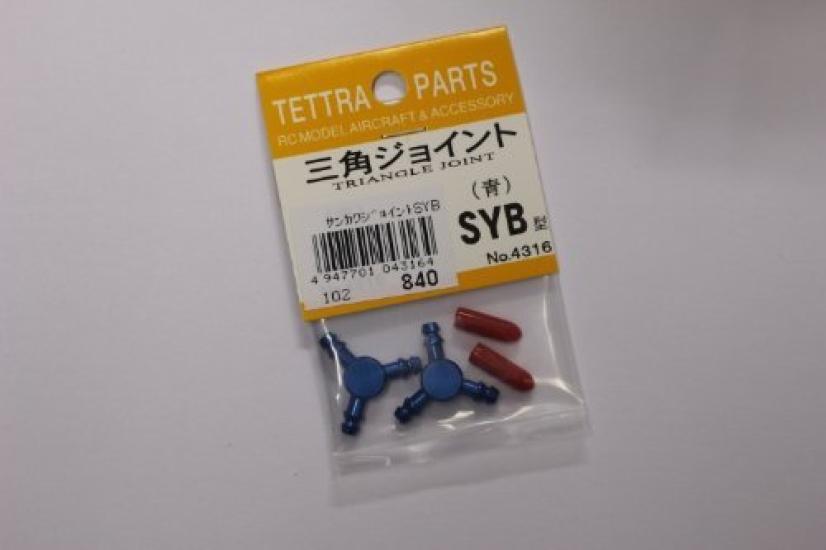 TETTRA PARTS
RC MODEL AIRCRAFT & ACCESSORY
三角ジョイント
TRIANGLE JOINT
(青)
サンカクジョイントSYB
SYB型
4 947701 043164
No.4316
102 840